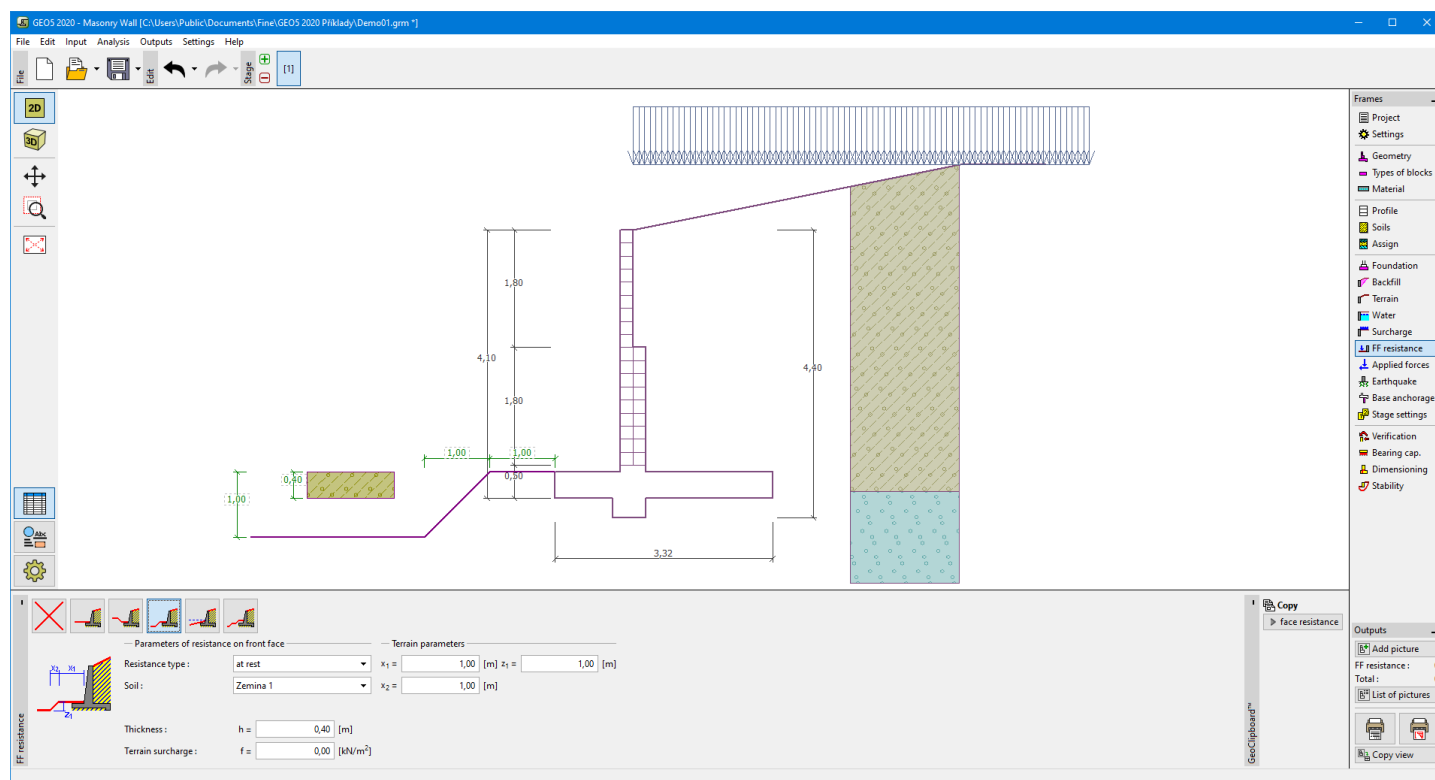 GEO5 2020 - Masonry Wall [C:\Users\Public\Documents\Fine\GEO5 2020 Příklady\Demo01.grm *]
File Edit Input Analysis Outputs Settings Help
File
Edit
Stage
[1]
2D
3D
Abc
1,80
4,10
1,80
4,40
1,00
1,00
0,50
0,40
1,00
3,32
Frames
Project
Settings
Geometry
Types of blocks
Material
Profile
Soils
Assign
Foundation
Backfill
Terrain
Water
Surcharge
FF resistance
Applied forces
Earthquake
Base anchorage
Stage settings
Verification
Bearing cap.
Dimensioning
Stability
FF resistance
x2 x1
z1
Parameters of resistance on front face
Resistance type : at rest
Soil : Zemina 1
Thickness : h = 0,40 [m]
Terrain surcharge : f = 0,00 [kN/m²]
Terrain parameters
x₁ = 1,00 [m] z₁ = 1,00 [m]
x₂ = 1,00 [m]
GeoClipboard™
Copy
face resistance
Outputs
Add picture
FF resistance :
Total :
List of pictures
Copy view